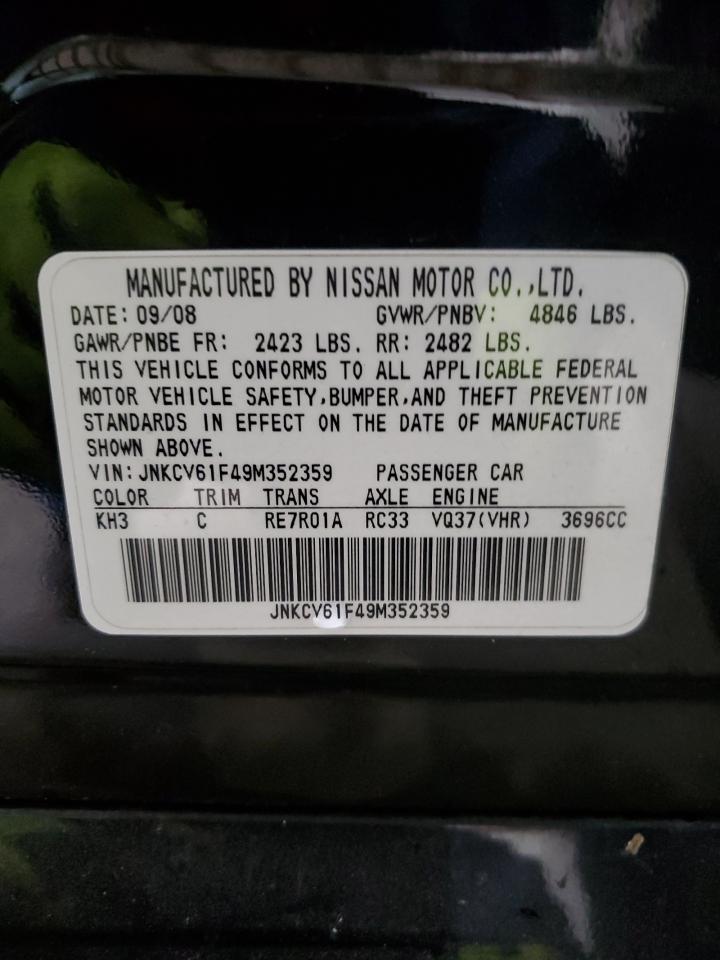 MANUFACTURED BY NISSAN MOTOR CO.,LTD.
DATE: 09/08 GVWR/PNBV: 4846 LBS.
GAWR/PNBE FR: 2423 LBS. RR: 2482 LBS.
THIS VEHICLE CONFORMS TO ALL APPLICABLE FEDERAL
MOTOR VEHICLE SAFETY,BUMPER,AND THEFT PREVENTION
STANDARDS IN EFFECT ON THE DATE OF MANUFACTURE
SHOWN ABOVE.
VIN:JNKCV61F49M352359 PASSENGER CAR
COLOR TRIM TRANS AXLE ENGINE
KH3 C RE7R01A RC33 VQ37(VHR) 3696CC
JNKCV61F49M352359